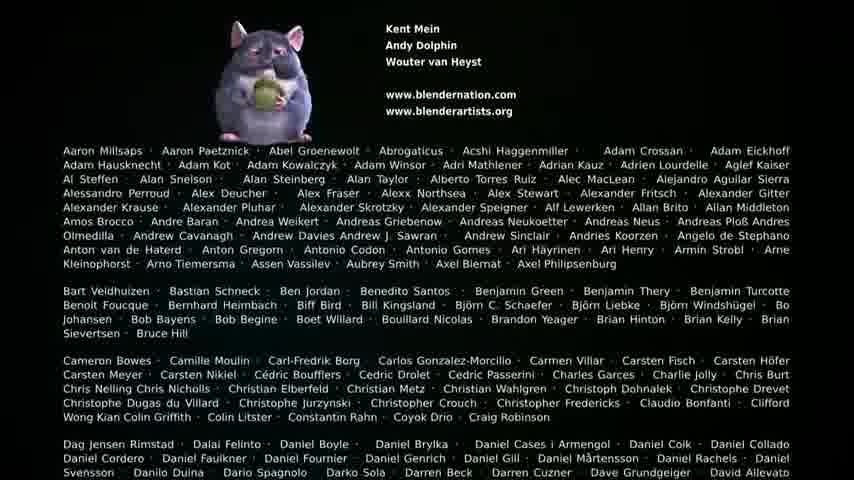 Kent Mein
Andy Dolphin
Wouter van Heyst
www.blendernation.com
www.blenderartists.org
Aaron Millsaps · Aaron Paetznick · Abel Groenewolt · Abrogaticus · Acshi Haggenmiller · Adam Crossan · Adam Eickhoff
Adam Hausknecht · Adam Kot · Adam Kowalczyk · Adam Winsor · Adri Mathlener · Adrian Kauz · Adrien Lourdelle · Aglef Kaiser
Al Steffen · Alan Snelson · Alan Steinberg · Alan Taylor · Alberto Torres Ruiz · Alec MacLean · Alejandro Aguilar Sierra
Alessandro Perroud · Alex Deucher · Alex Fraser · Alexx Northsea · Alex Stewart · Alexander Fritsch · Alexander Gitter
Alexander Krause · Alexander Pluhar · Alexander Skrotzky · Alexander Speigner · Alf Lewerken · Allan Brito · Allan Middleton
Amos Brocco · Andre Baran · Andrea Weikert · Andreas Griebenow · Andreas Neukoetter · Andreas Neus · Andreas Ploß Andres
Olmedilla · Andrew Cavanagh · Andrew Davies Andrew J. Sawran · Andrew Sinclair · Andries Koorzen · Angelo de Stephano
Anton van de Haterd · Anton Gregorn · Antonio Codon · Antonio Gomes · Ari Häyrinen · Ari Henry · Armin Strobl · Arne
Kleinophorst · Arno Tiemersma · Assen Vassilev · Aubrey Smith · Axel Biernat · Axel Philipsenburg
Bart Veldhuizen · Bastian Schneck · Ben Jordan · Benedito Santos · Benjamin Green · Benjamin Thery · Benjamin Turcotte
Benoit Foucque · Bernhard Heimbach · Biff Bird · Bill Kingsland · Björn C. Schaefer · Björn Liebke · Björn Windshügel · Bo
Johansen · Bob Bayens · Bob Begine · Boet Willard · Bouillard Nicolas · Brandon Yeager · Brian Hinton · Brian Kelly · Brian
Sievertsen · Bruce Hill
Cameron Bowes · Camille Moulin · Carl-Fredrik Borg · Carlos Gonzalez-Morcillo · Carmen Villar · Carsten Fisch · Carsten Höfer
Carsten Meyer · Carsten Nikiel · Cédric Boufflers · Cedric Drolet · Cedric Passerini · Charles Garces · Charlie Jolly · Chris Burt
Chris Nelling Chris Nicholls · Christian Elberfeld · Christian Metz · Christian Wahlgren · Christoph Dohnalek · Christophe Drevet
Christophe Dugas du Villard · Christophe Jurzynski · Christopher Crouch · Christopher Fredericks · Claudio Bonfanti · Clifford
Wong Kian Colin Griffith · Colin Litster · Constantin Rahn · Coyok Drio · Craig Robinson
Dag Jensen Rimstad · Dalai Felinto · Daniel Boyle · Daniel Brylka · Daniel Cases i Armengol · Daniel Coik · Daniel Collado
Daniel Cordero · Daniel Faulkner · Daniel Fournier · Daniel Genrich · Daniel Gill · Daniel Mårtensson · Daniel Rachels · Daniel
Svensson · Danilo Duina · Dario Spagnolo · Darko Sola · Darren Beck · Darren Cuzner · Dave Grundgeiger · David Allevato